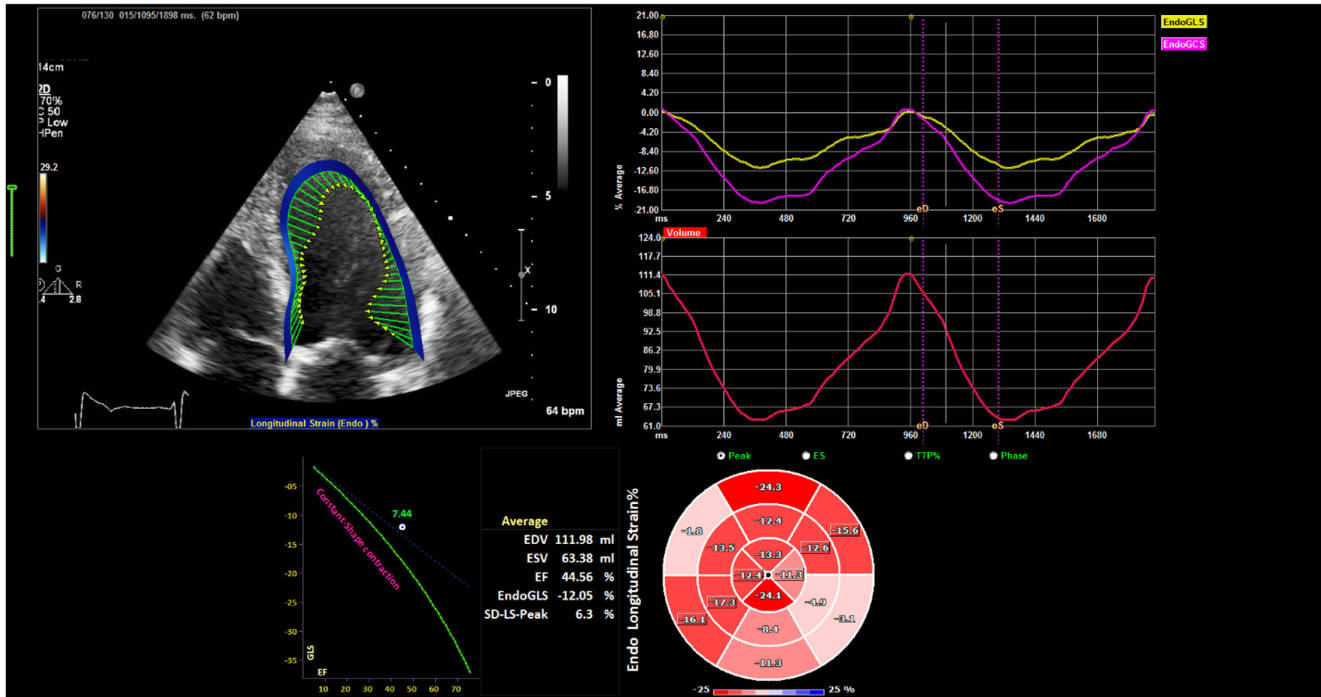 076/130 015/1095/1898 ms. (62 bpm)
14cm
2D
70%
C 50
P Low
HPen
29.2
P
0
5
10
X
P
G
R
.4 2.8
JPEG
64 bpm
Longitudinal Strain (Endo ) %
21.00
16.80
12.60
8.40
4.20
0.00
-4.20
-8.40
-12.60
-16.80
-21.00
% Average
EndoGLS
EndoGCS
eD
eS
ms 240 480 720 960 1200 1440 1680
Volume
124.0
117.7
111.4
105.1
98.8
92.5
86.2
79.9
73.6
67.3
61.0
ml Average
eD
eS
ms 240 480 720 960 1200 1440 1680
Peak ES TTP% Phase
-05
-10
-15
-20
-25
-30
-35
7.44
Constant-Shape contraction
GLS
EF
10 20 30 40 50 60 70
Average
EDV 111.98 ml
ESV 63.38 ml
EF 44.56 %
EndoGLS -12.05 %
SD-LS-Peak 6.3 %
Endo Longitudinal Strain%
-24.3
-1.8
-12.4
-15.6
-13.5
-13.3
-12.6
-12.4
-11.3
-16.1
-12.3
-24.1
-4.9
-3.1
-8.4
-11.3
-25 25 %